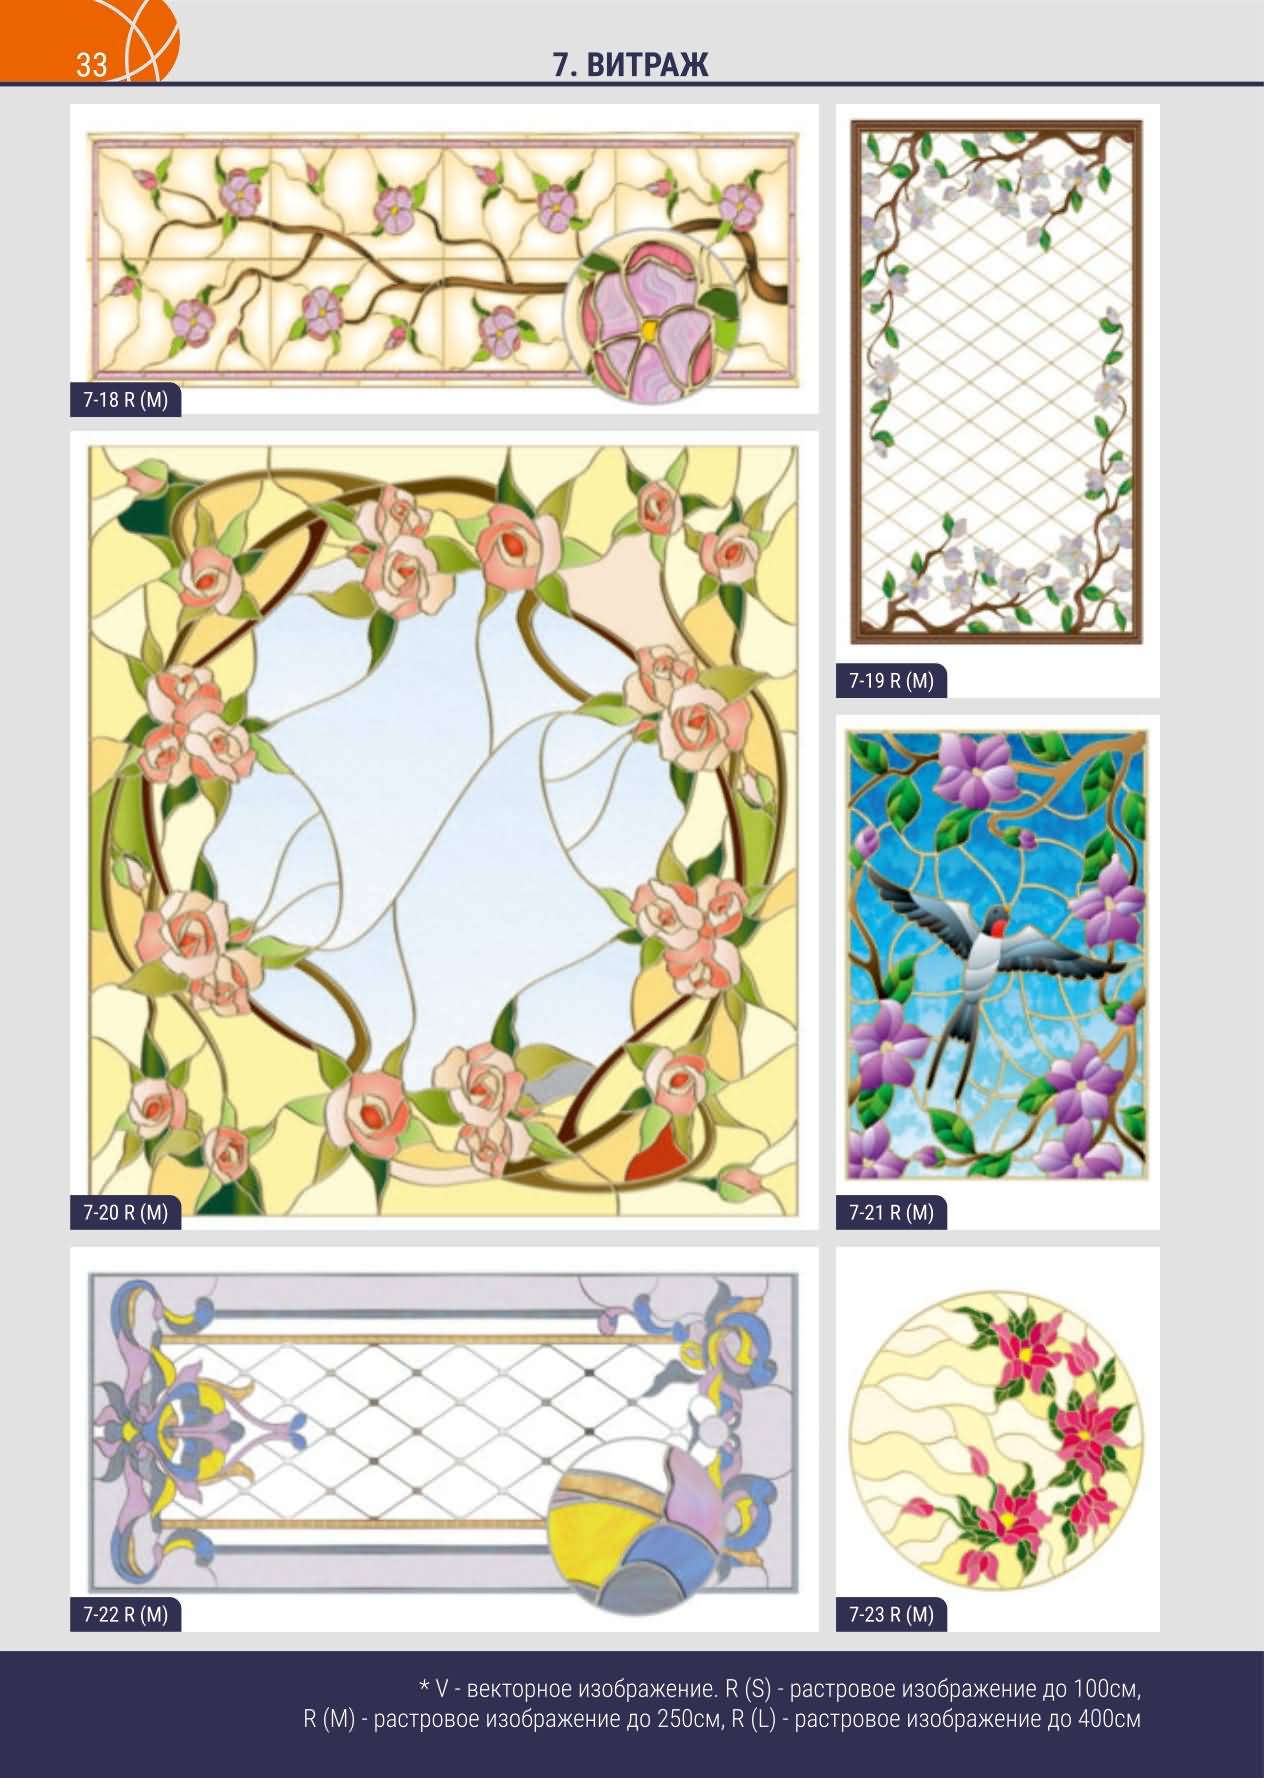 33
7. ВИТРАЖ
7-18 R (M)
7-19 R (M)
7-20 R (M)
7-21 R (M)
7-22 R (M)
7-23 R (M)
* V - векторное изображение. R (S) - растровое изображение до 100см,
R (M) - растровое изображение до 250см, R (L) - растровое изображение до 400см